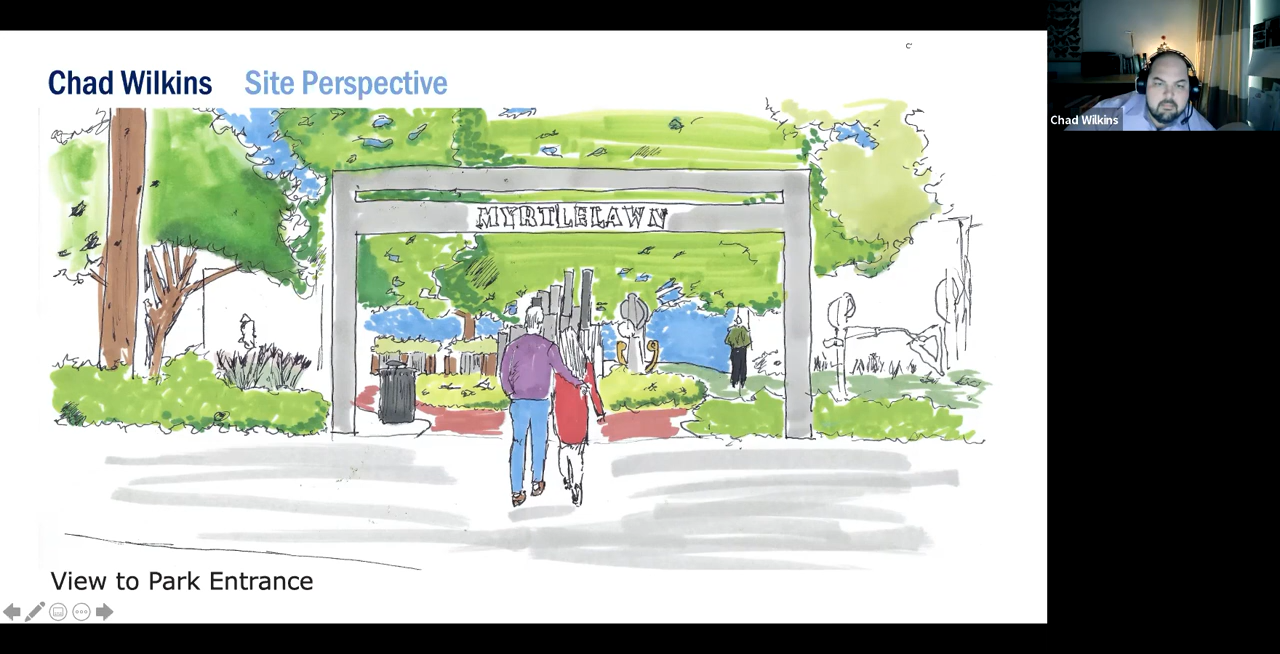 Chad Wilkins Site Perspective
Chad Wilkins
MYRTLELAWN
View to Park Entrance